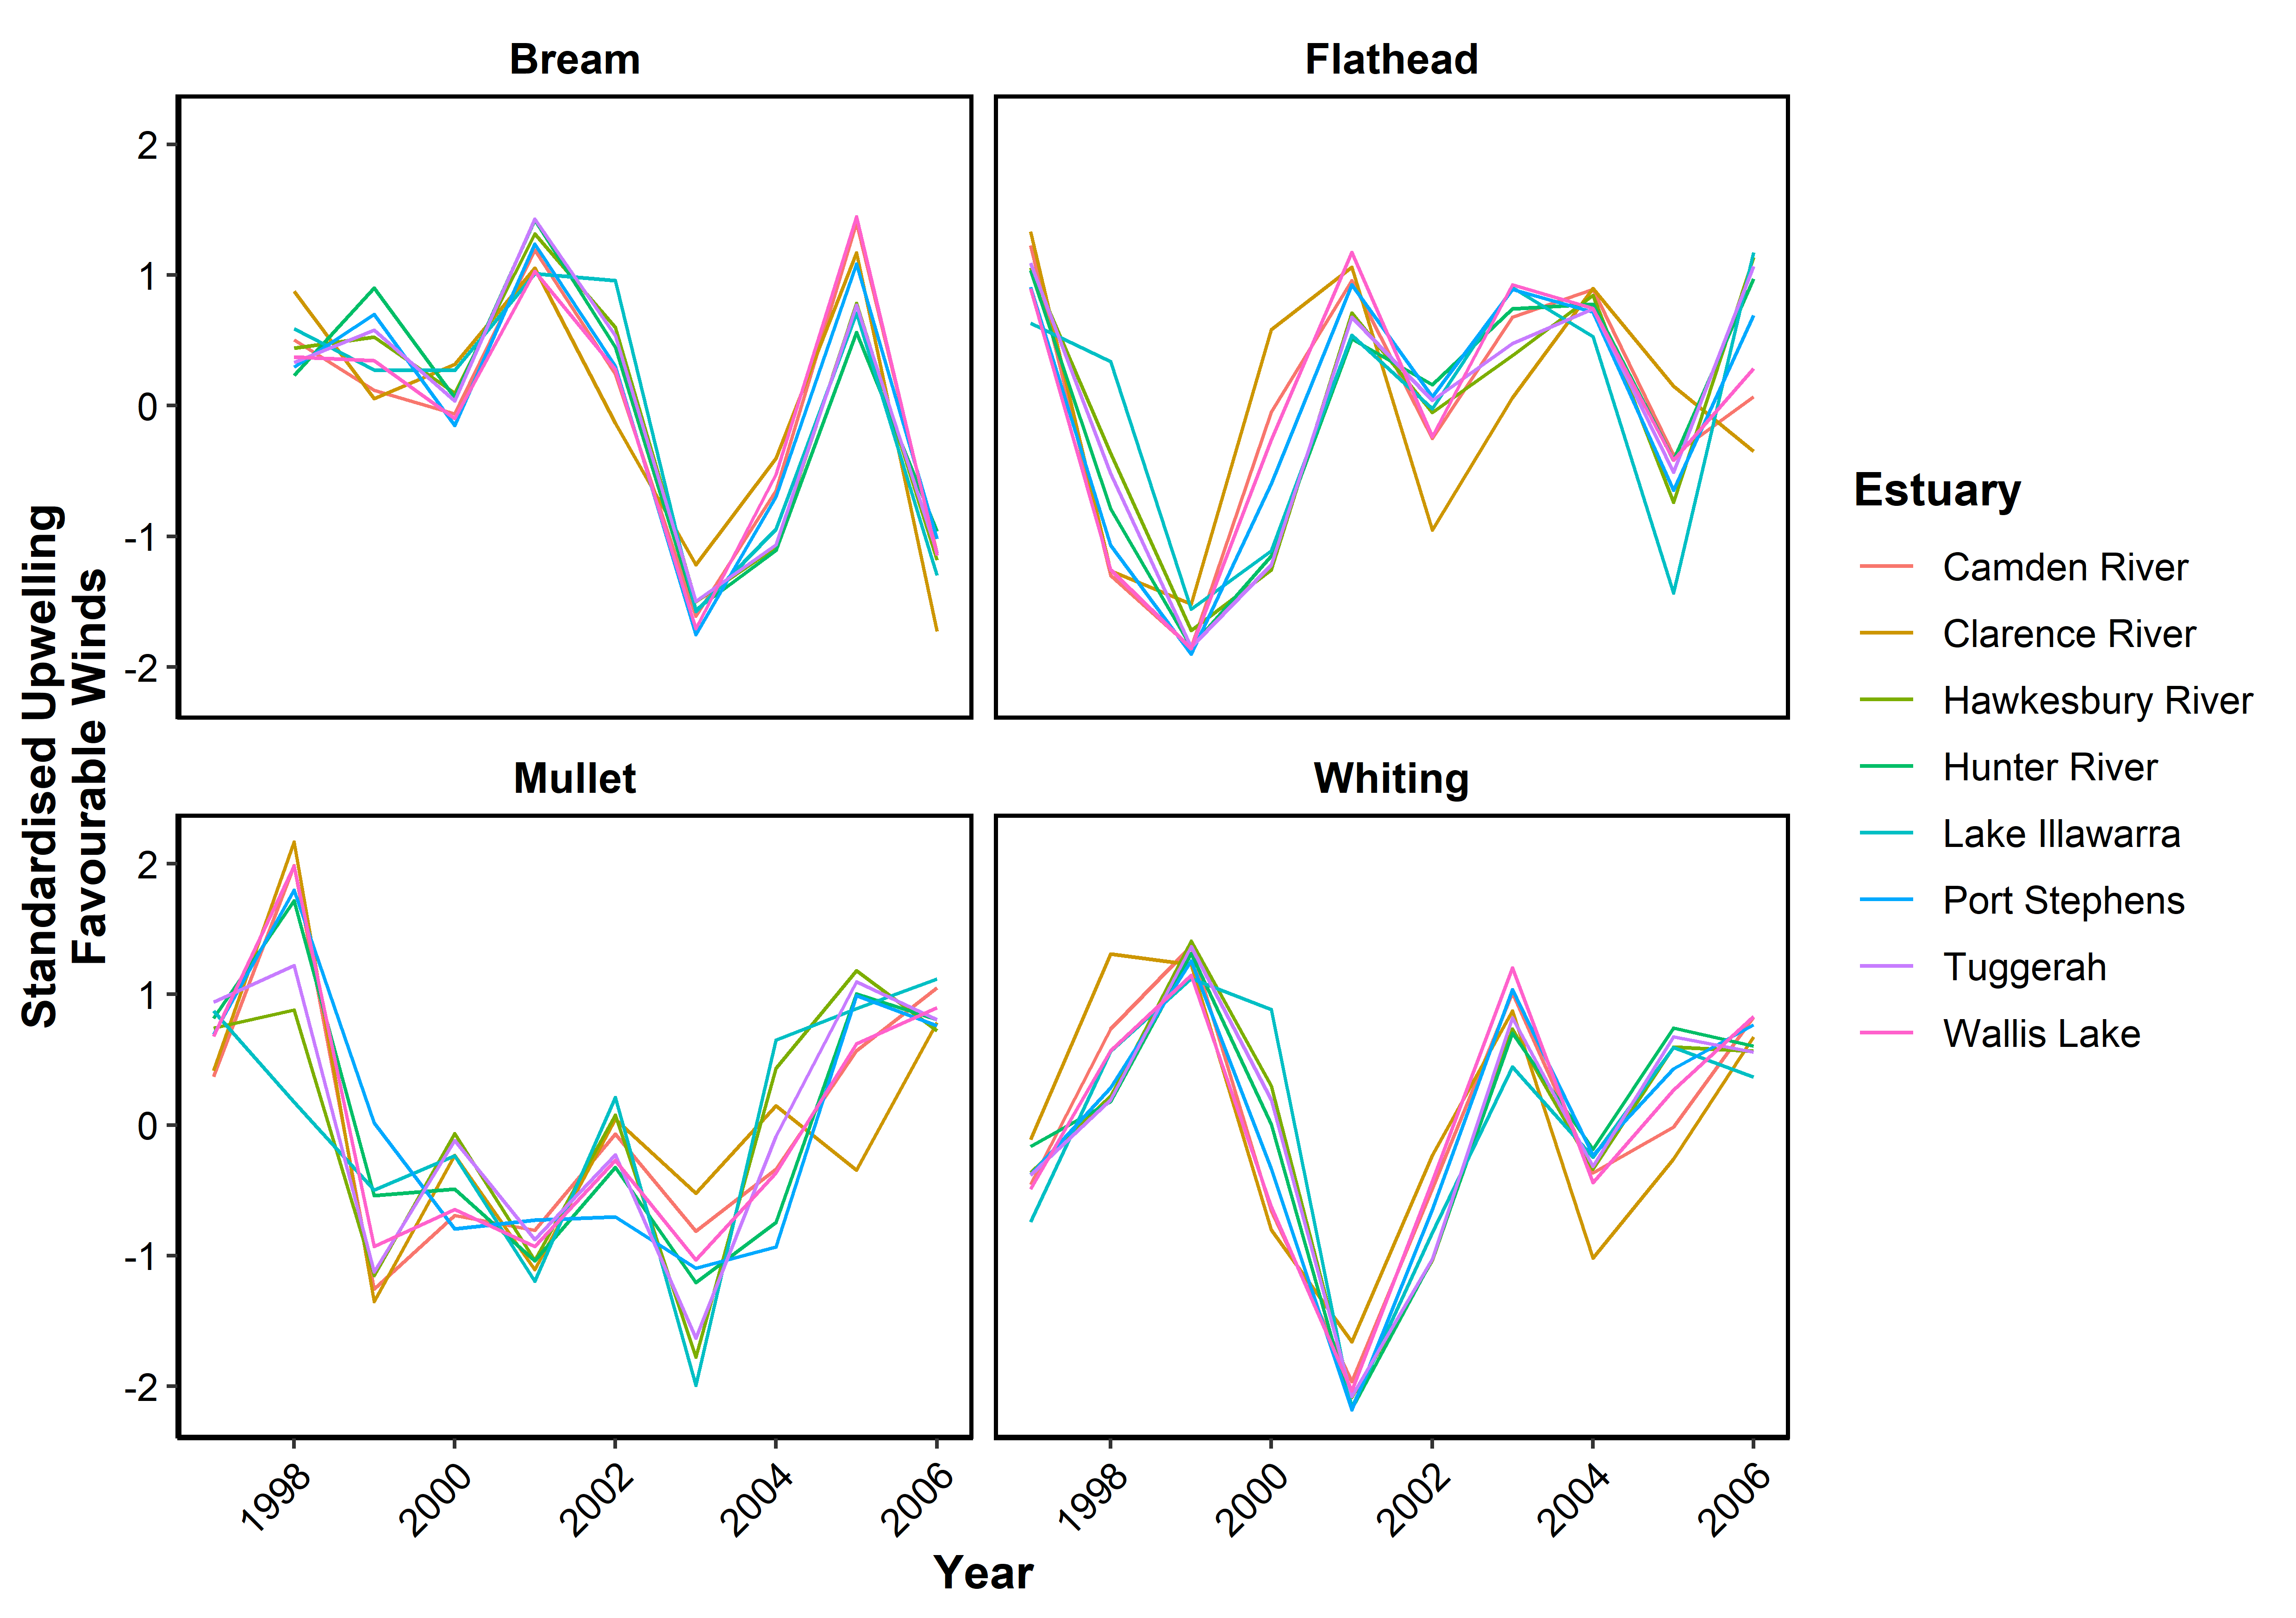 Bream
Flathead
2
1
0
-1
-2
Mullet
Whiting
2
1
0
-1
-2
Standardised Upwelling
Favourable Winds
1998
2000
2002
2004
2006
1998
2000
2002
2004
2006
Year
Estuary
Camden River
Clarence River
Hawkesbury River
Hunter River
Lake Illawarra
Port Stephens
Tuggerah
Wallis Lake